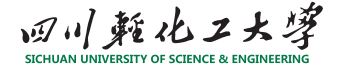 四川輕化工大學
SICHUAN UNIVERSITY OF SCIENCE & ENGINEERING